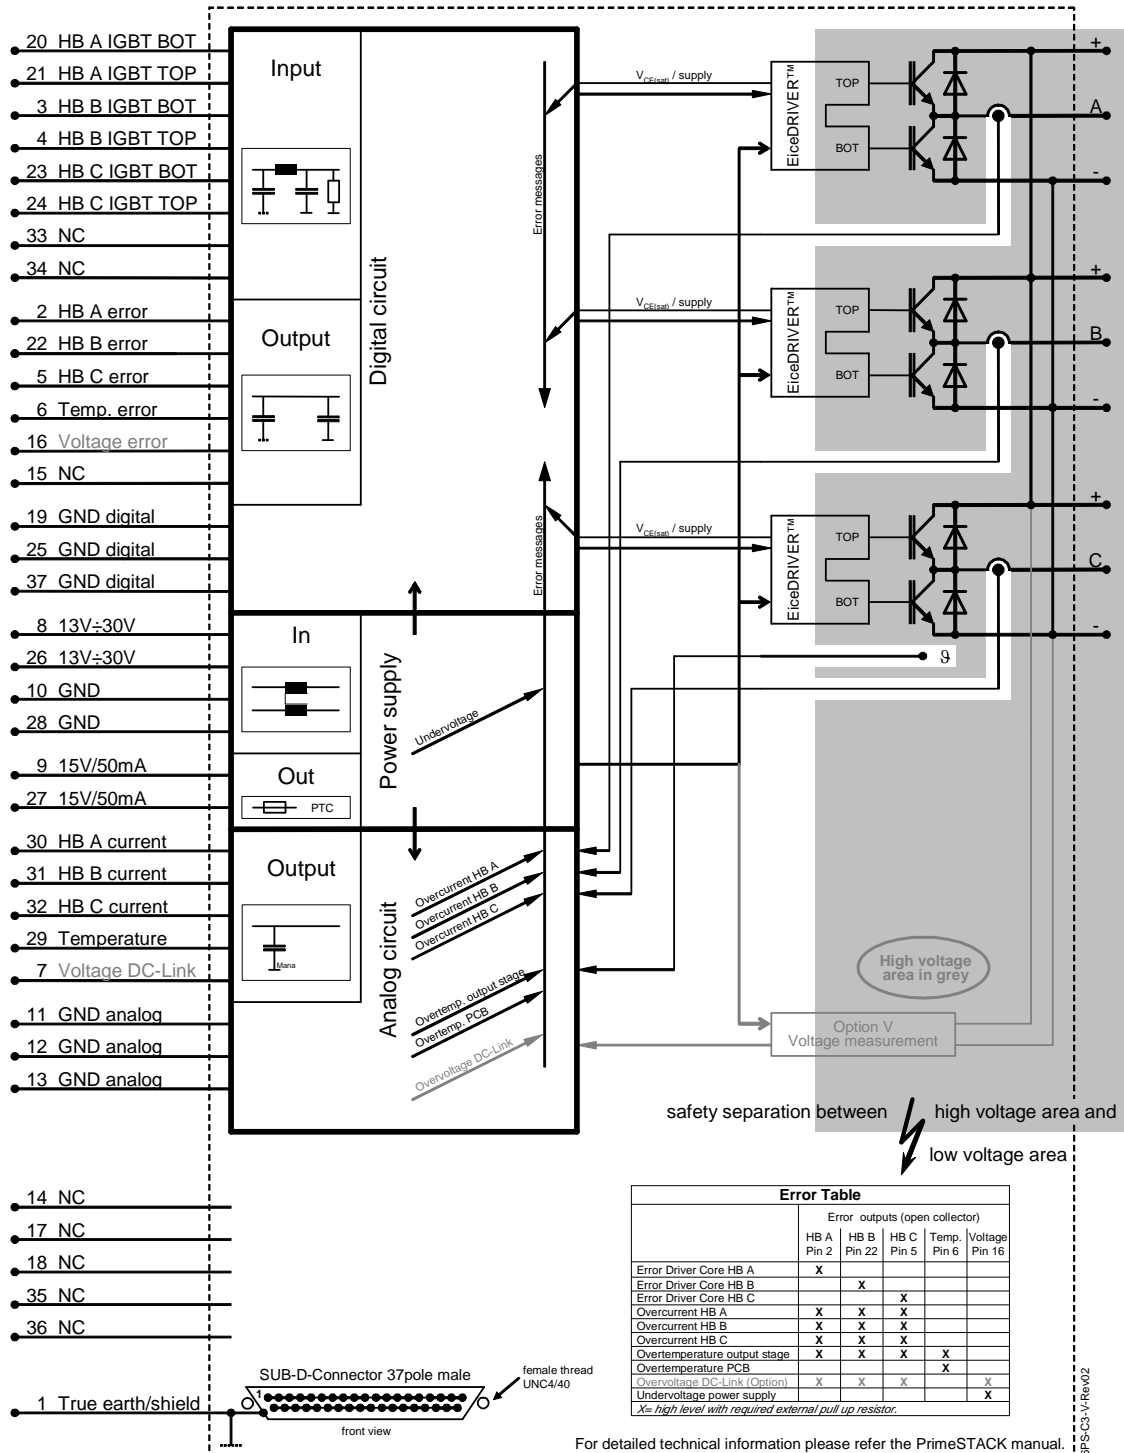 20 HB A IGBT BOT
21 HB A IGBT TOP
3 HB B IGBT BOT
4 HB B IGBT TOP
23 HB C IGBT BOT
24 HB C IGBT TOP
33 NC
34 NC
2 HB A error
22 HB B error
5 HB C error
6 Temp. error
16 Voltage error
15 NC
19 GND digital
25 GND digital
37 GND digital
8 13V÷30V
26 13V÷30V
10 GND
28 GND
9 15V/50mA
27 15V/50mA
30 HB A current
31 HB B current
32 HB C current
29 Temperature
7 Voltage DC-Link
11 GND analog
12 GND analog
13 GND analog
14 NC
17 NC
18 NC
35 NC
36 NC
1 True earth/shield
Input
Output
Digital circuit
Error messages
Error messages
In
Power supply
Undervoltage
Out
PTC
Output
Mana
Analog circuit
Overcurrent HB A
Overcurrent HB B
Overcurrent HB C
Overtemp. output stage
Overtemp. PCB
Overvoltage DC-Link
VCE(sat) / supply
EiceDRIVER™
TOP
BOT
+
A
-
VCE(sat) / supply
EiceDRIVER™
TOP
BOT
+
B
-
VCE(sat) / supply
EiceDRIVER™
TOP
BOT
+
C
-
ϑ
High voltage
area in grey
Option V
Voltage measurement
safety separation between high voltage area and
low voltage area
Error Table
Error outputs (open collector)
HB A HB B HB C Temp. Voltage
Pin 2 Pin 22 Pin 5 Pin 6 Pin 16
Error Driver Core HB A X
Error Driver Core HB B X
Error Driver Core HB C X
Overcurrent HB A X X X
Overcurrent HB B X X X
Overcurrent HB C X X X
Overtemperature output stage X X X X
Overtemperature PCB X
Overvoltage DC-Link (Option) X X X X
Undervoltage power supply X
X= high level with required external pull up resistor.
SUB-D-Connector 37pole male
1
female thread
UNC4/40
front view
For detailed technical information please refer the PrimeSTACK manual.
SPS-C3-V-Rev02